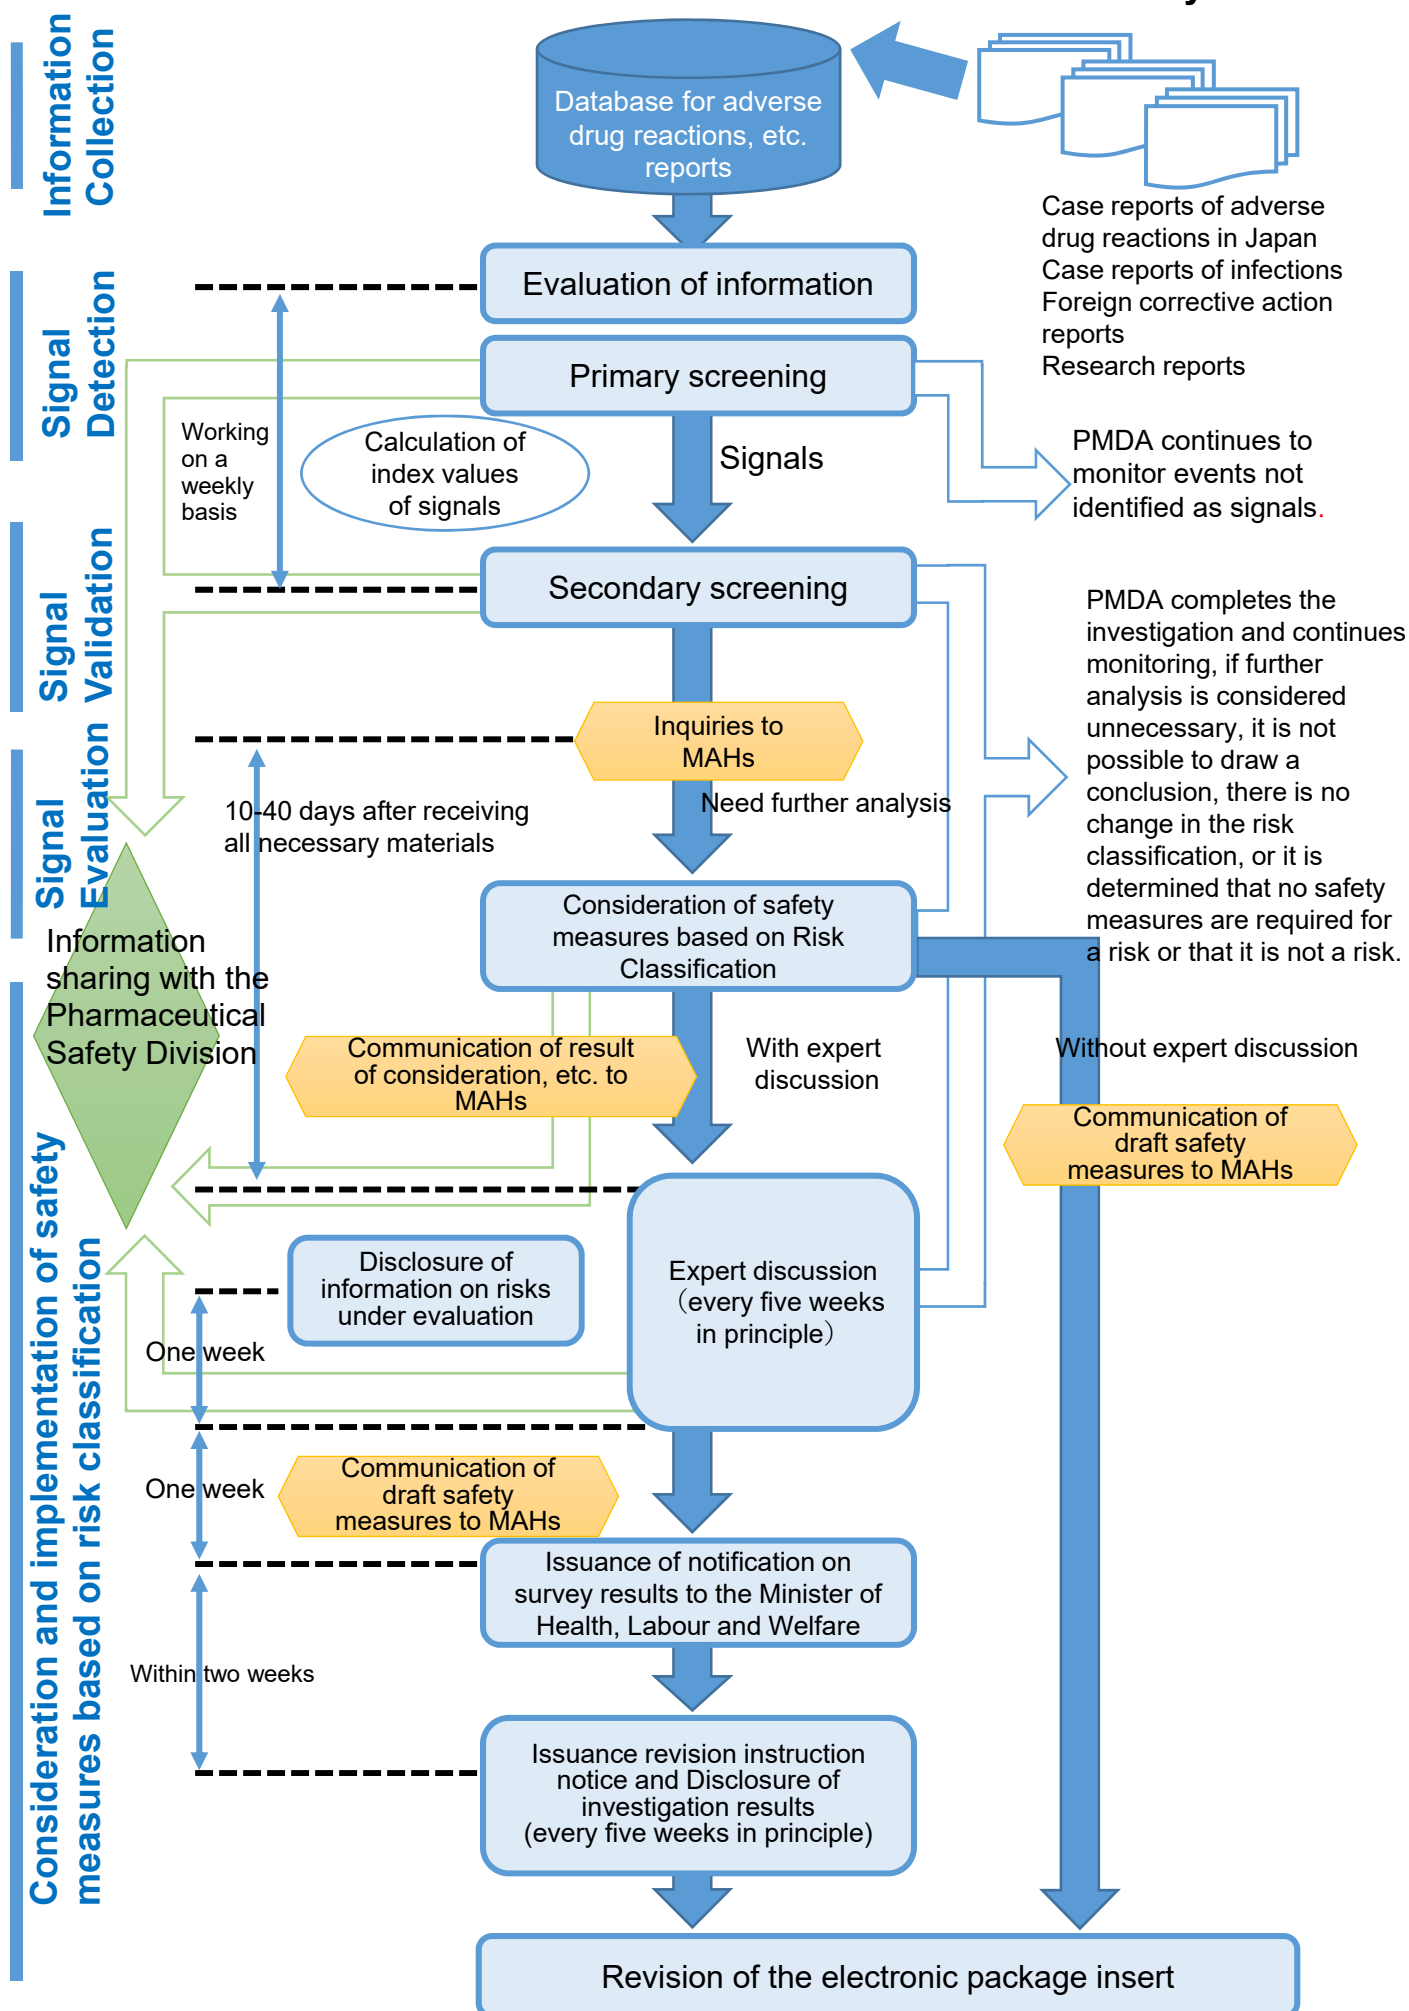 Information
Collection
Database for adverse
drug reactions, etc.
reports
Case reports of adverse
drug reactions in Japan
Case reports of infections
Foreign corrective action
reports
Research reports
Signal
Detection
Evaluation of information
Primary screening
Working
on a
weekly
basis
Calculation of
index values
of signals
Signals
PMDA continues to
monitor events not
identified as signals.
Signal
Validation
Secondary screening
PMDA completes the
investigation and continues
monitoring, if further
analysis is considered
unnecessary, it is not
possible to draw a
conclusion, there is no
change in the risk
classification, or it is
determined that no safety
measures are required for
a risk or that it is not a risk.
Signal
Evaluation
Inquiries to
MAHs
Need further analysis
10-40 days after receiving
all necessary materials
Consideration of safety
measures based on Risk
Classification
Information
sharing with the
Pharmaceutical
Safety Division
Consideration and implementation of safety
measures based on risk classification
Communication of result
of consideration, etc. to
MAHs
With expert
discussion
Without expert discussion
Communication of
draft safety
measures to MAHs
Disclosure of
information on risks
under evaluation
Expert discussion
（every five weeks
in principle）
One week
One week
Communication of
draft safety
measures to MAHs
Issuance of notification on
survey results to the Minister of
Health, Labour and Welfare
Within two weeks
Issuance revision instruction
notice and Disclosure of
investigation results
(every five weeks in principle)
Revision of the electronic package insert